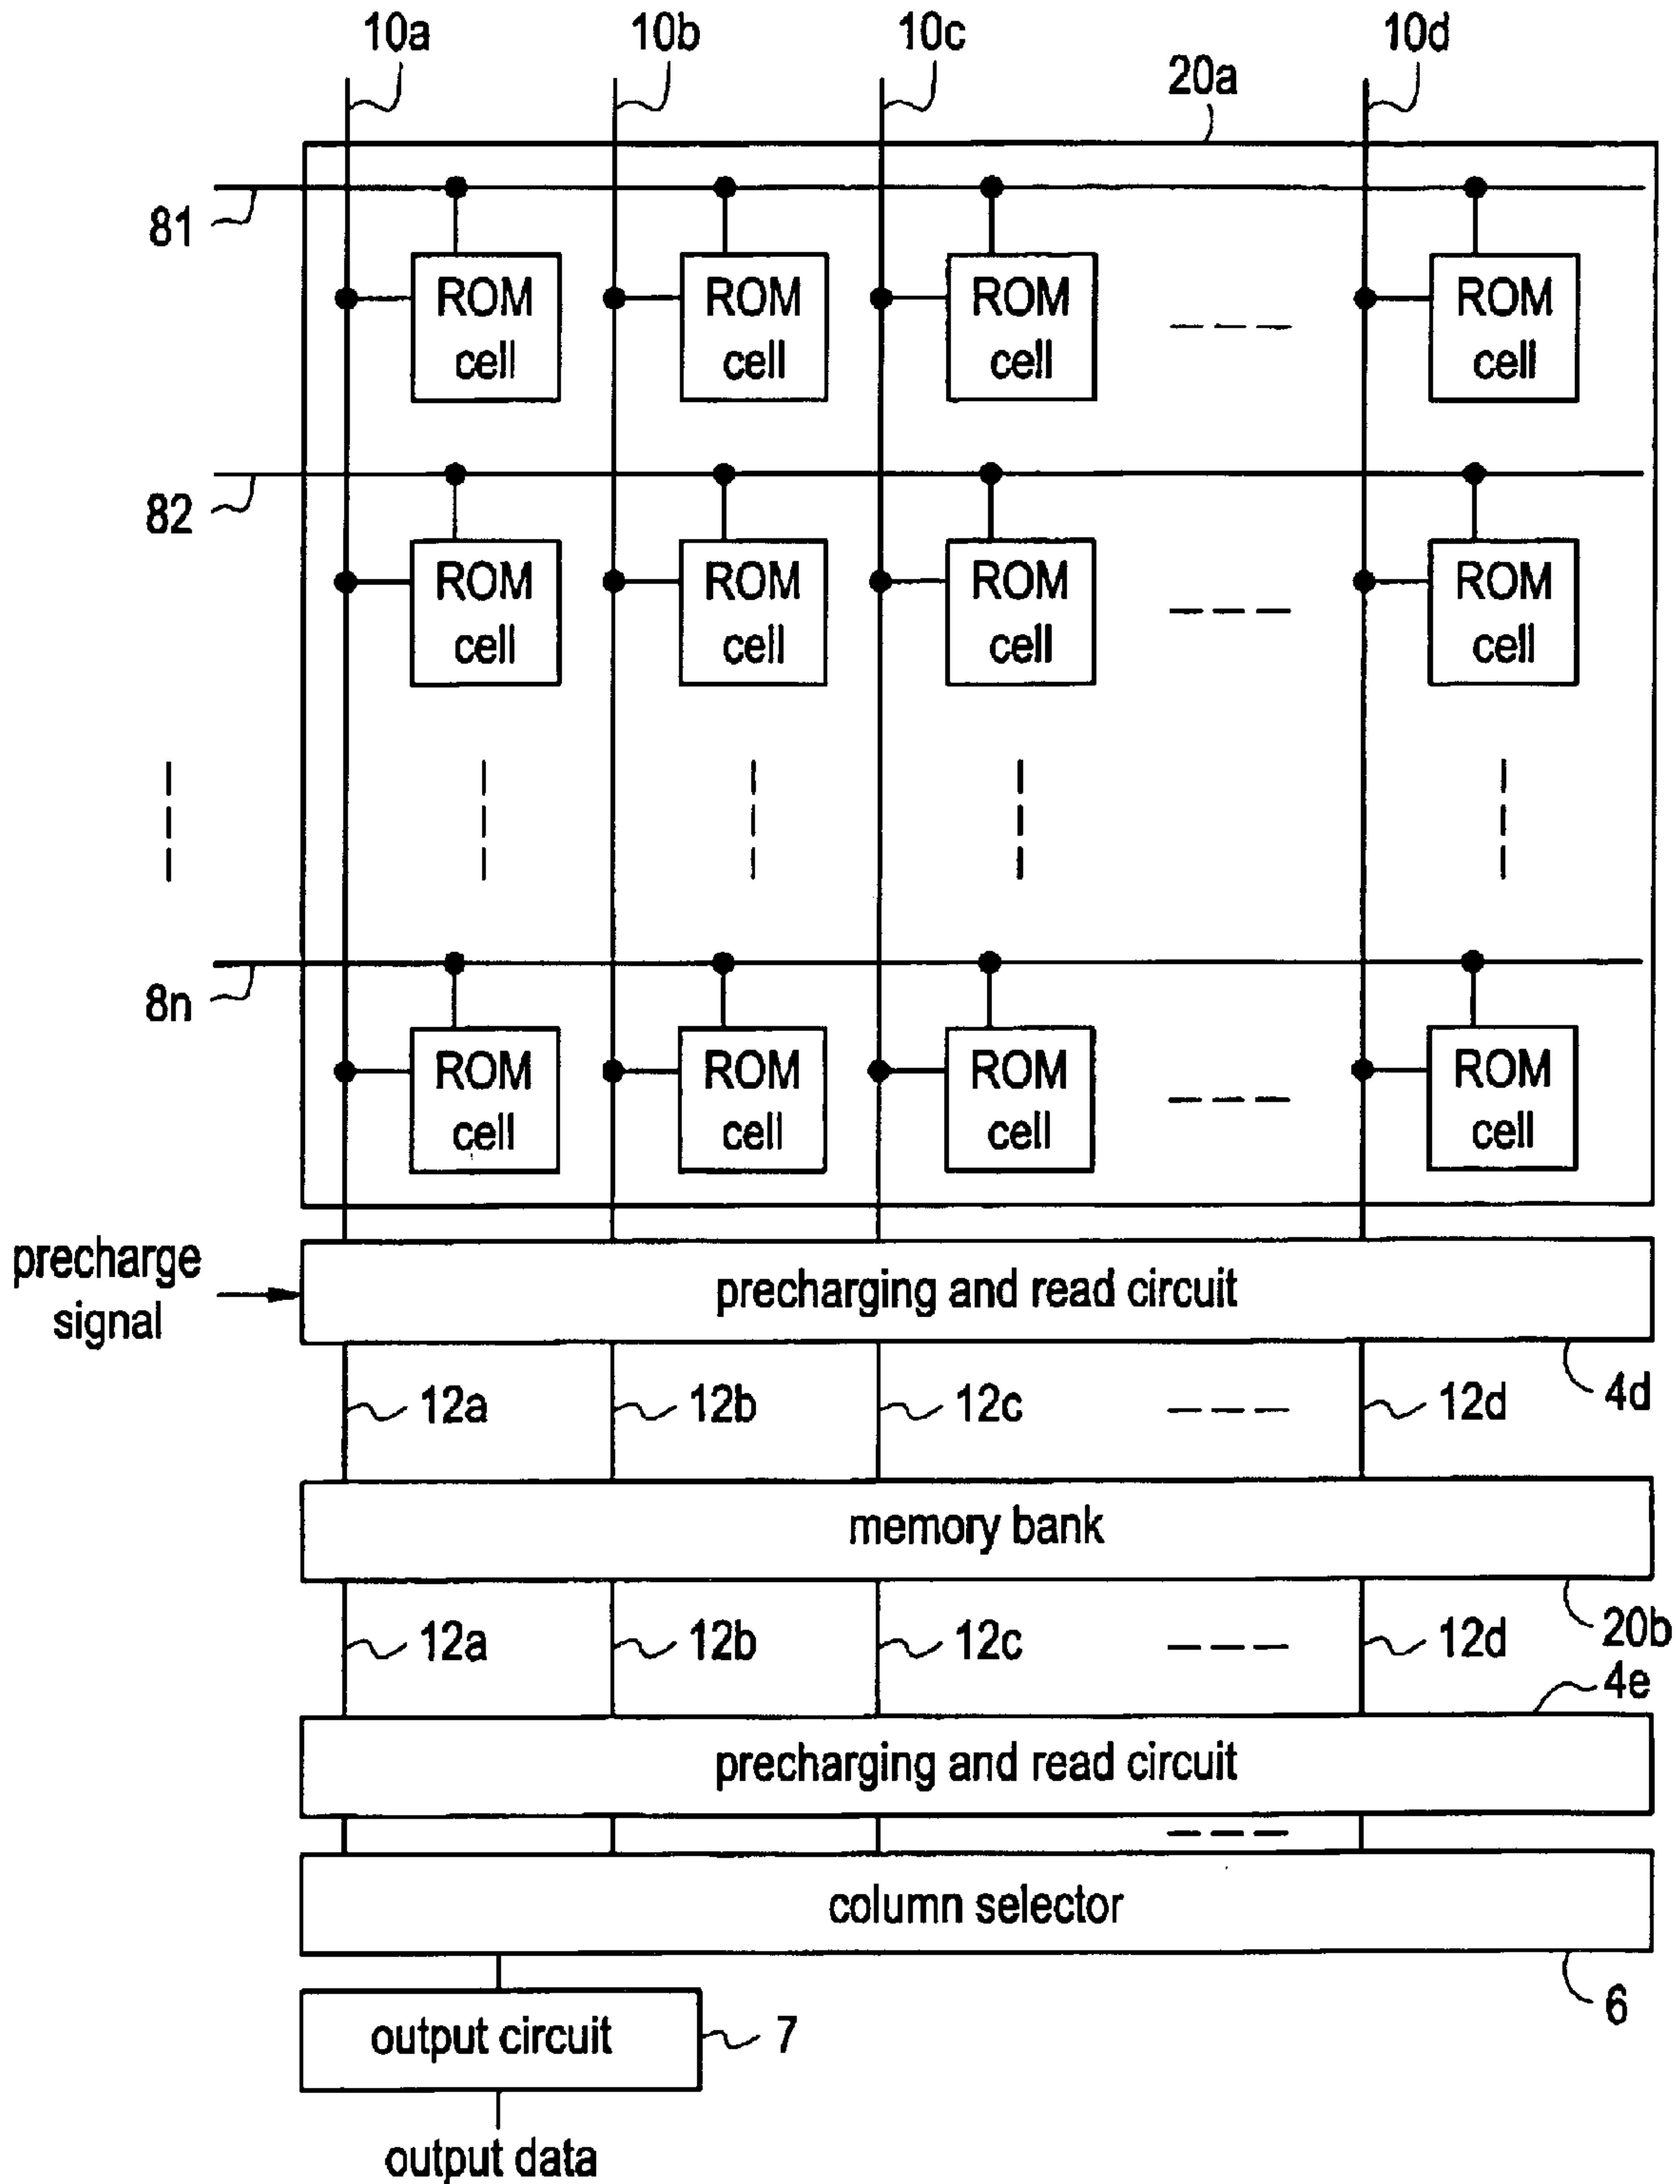 10a 10b 10c 10d
20a
81
ROM ROM ROM ROM
cell cell cell cell
82
ROM ROM ROM ROM
cell cell cell cell
8n
ROM ROM ROM ROM
cell cell cell cell
precharge
signal
precharging and read circuit
4d
12a 12b 12c 12d
memory bank
20b
12a 12b 12c 12d
4e
precharging and read circuit
column selector
6
output circuit
7
output data